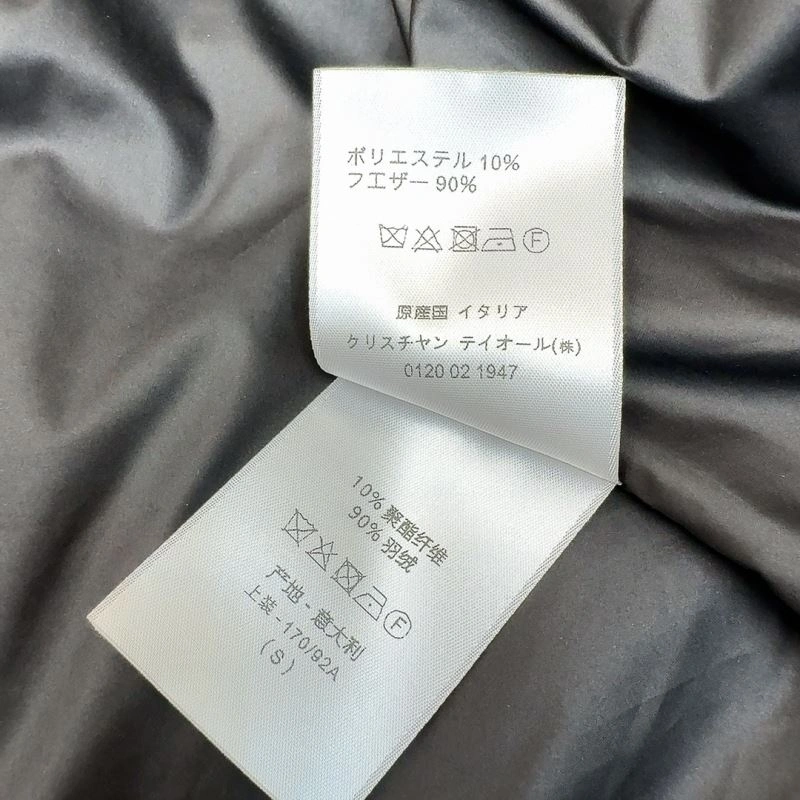 ポリエステル 10%
フエザー 90%
F
原産国 イタリア
クリスチャン テイオール(株)
0120 02 1947
10% 聚酯纤维
90% 羽绒
F
产地 - 意大利
上装 - 170/92A
(S)